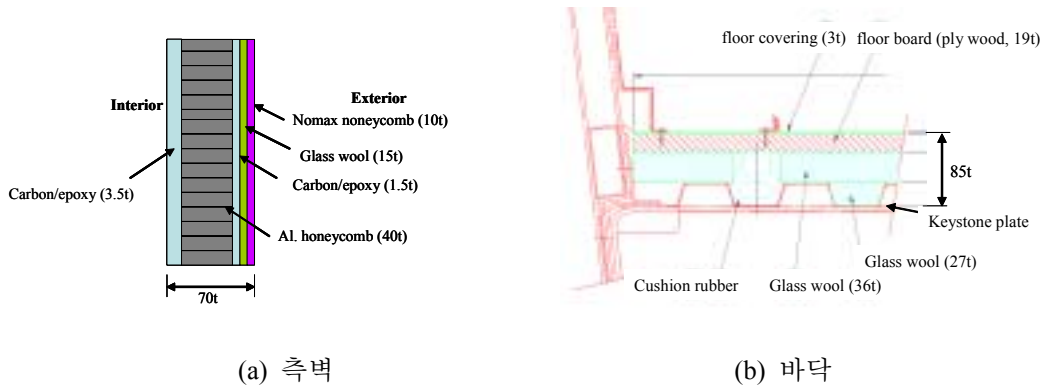 Interior
Exterior
Nomax noneycomb (10t)
Glass wool (15t)
Carbon/epoxy (1.5t)
Carbon/epoxy (3.5t)
Al. honeycomb (40t)
70t
(a) 측벽
floor covering (3t)
floor board (ply wood, 19t)
85t
Keystone plate
Glass wool (27t)
Cushion rubber
Glass wool (36t)
(b) 바닥